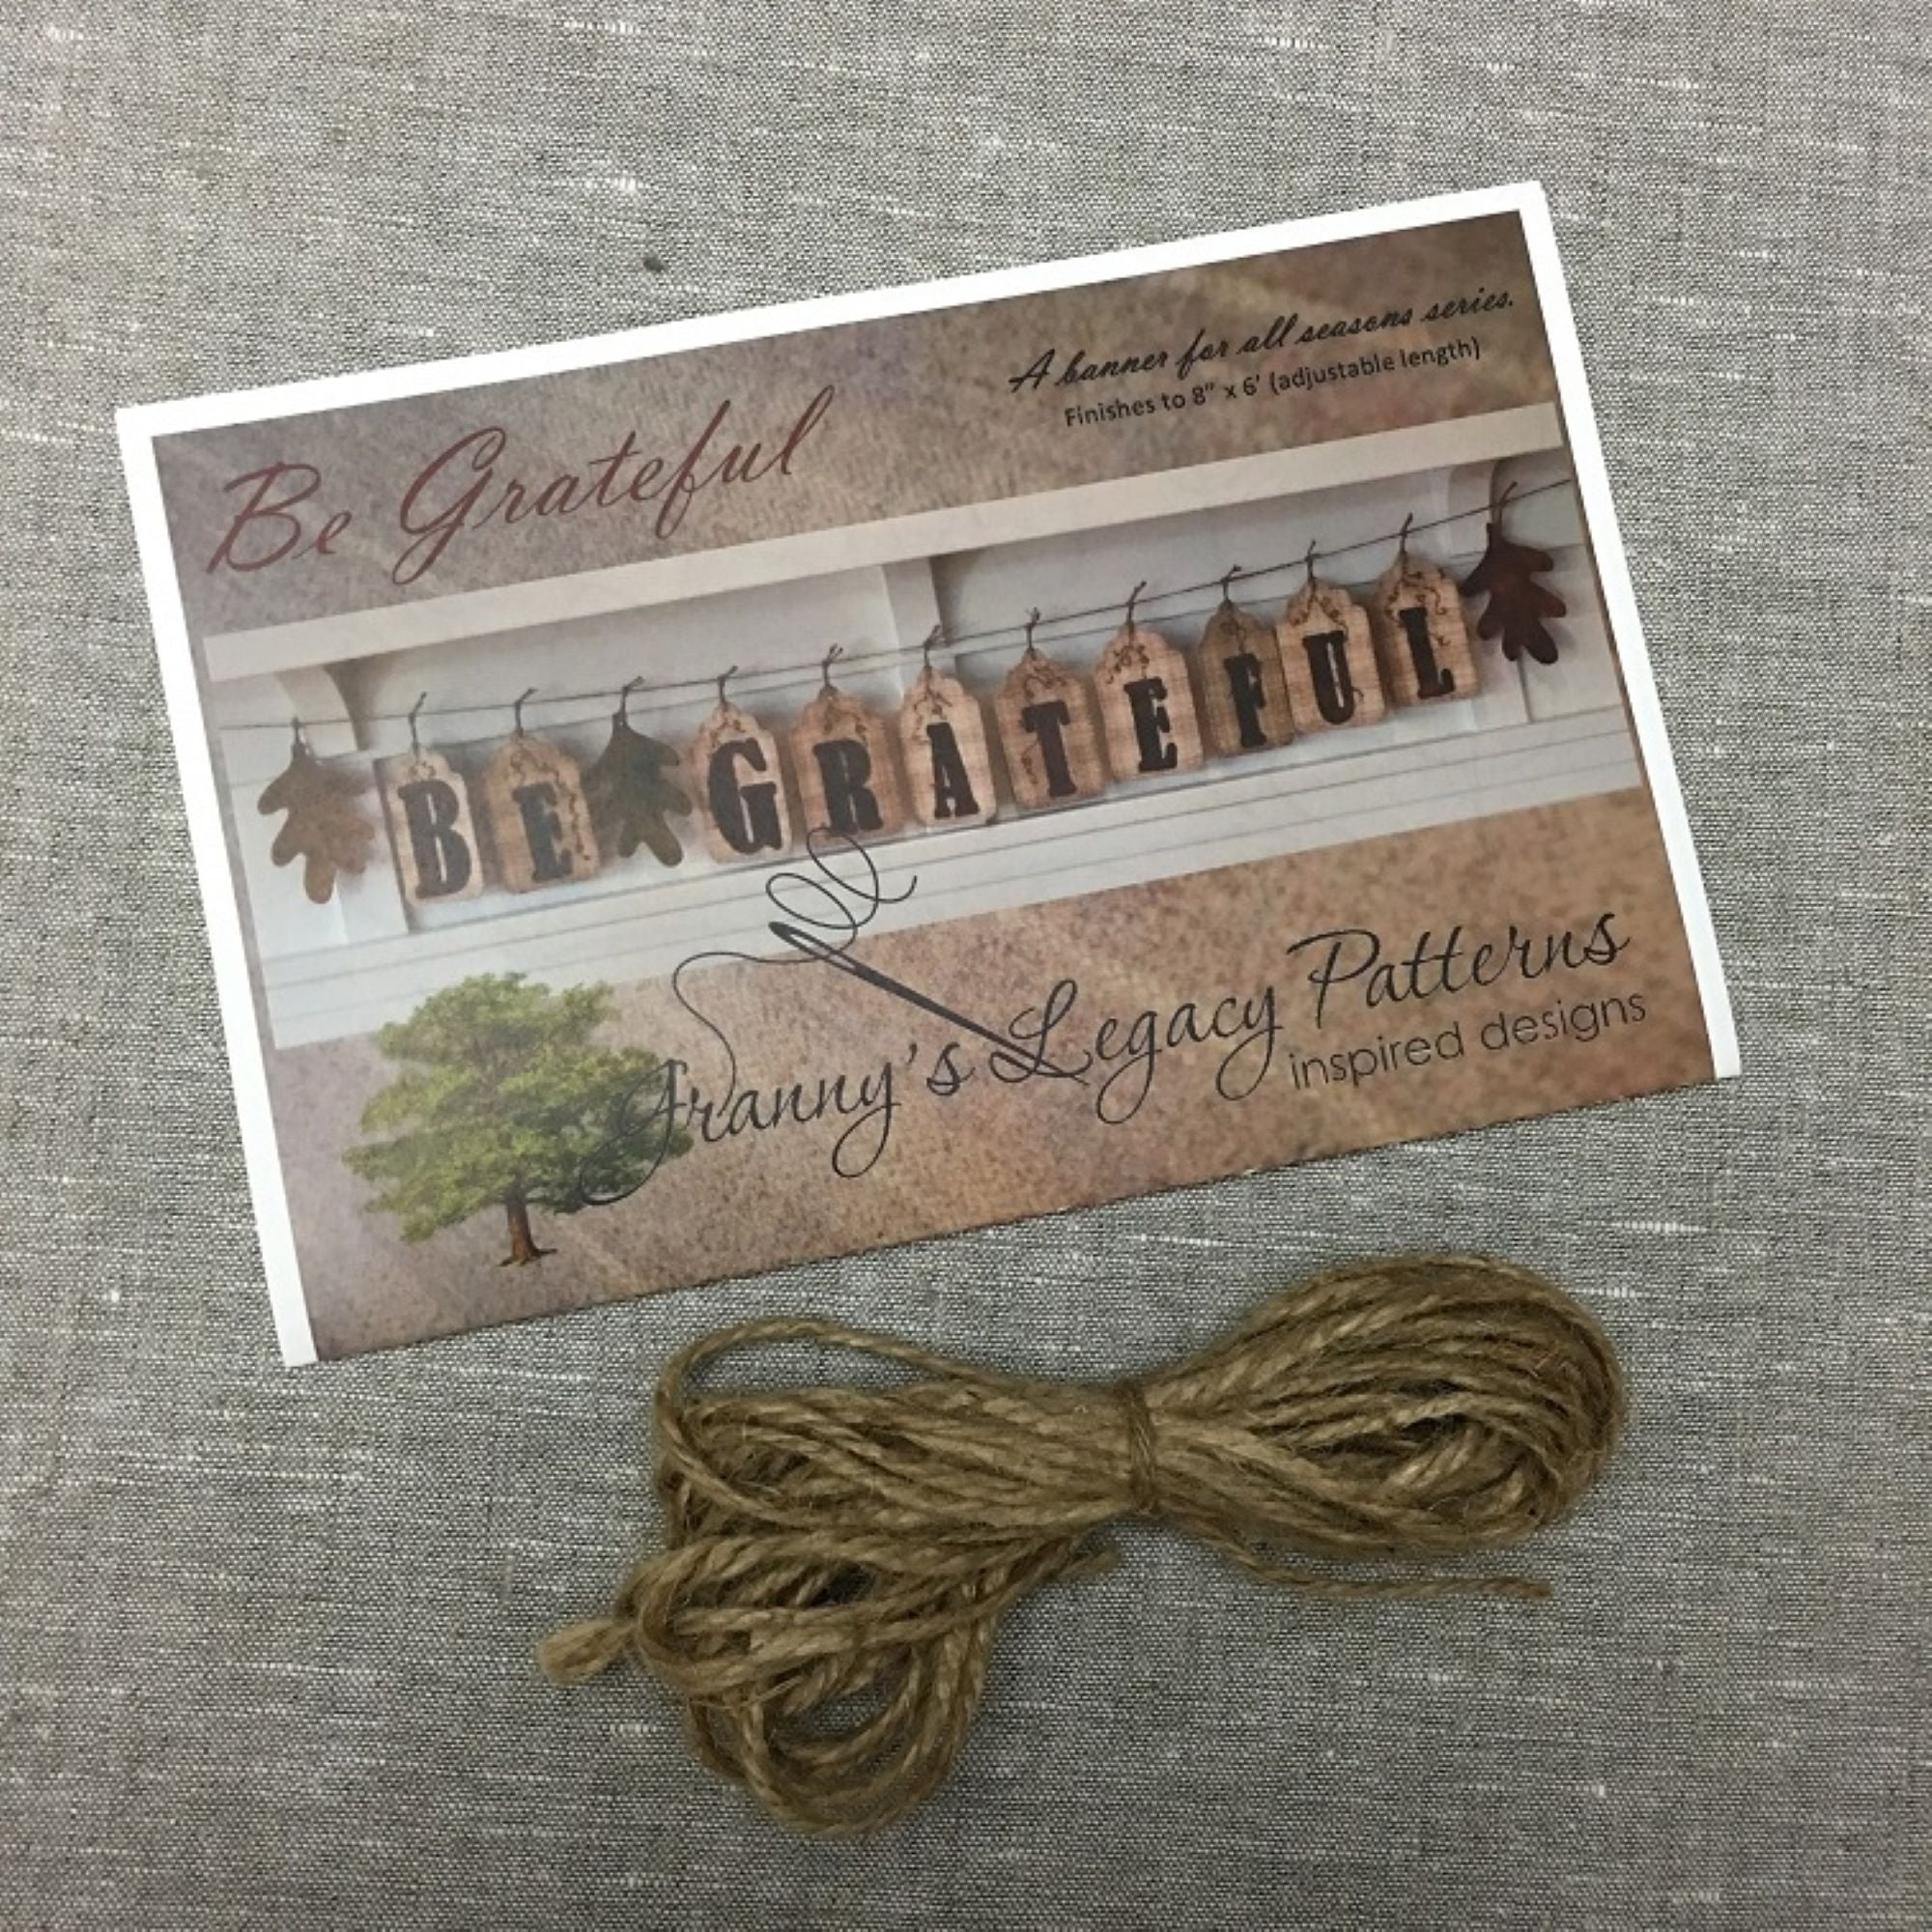 Be Grateful
A banner for all seasons series.
Finishes to 8" x 6' (adjustable length)
BE GRATEFUL
Granny's Legacy Patterns
inspired designs